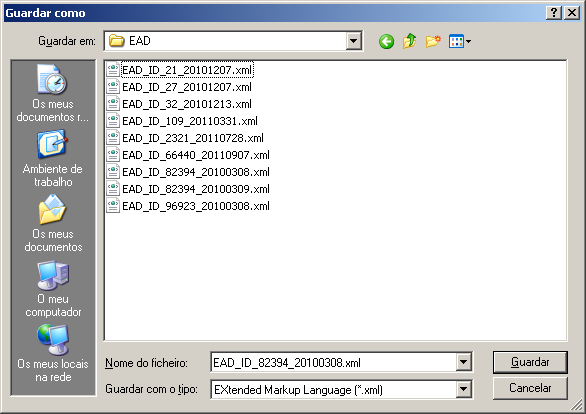 Guardar como
Guardar em:
EAD
Os meus
documentos r...
Ambiente de
trabalho
Os meus
documentos
O meu
computador
Os meus locais
na rede
EAD_ID_21_20101207.xml
EAD_ID_27_20101207.xml
EAD_ID_32_20101213.xml
EAD_ID_109_20110331.xml
EAD_ID_2321_20110728.xml
EAD_ID_66440_20110907.xml
EAD_ID_82394_20100308.xml
EAD_ID_82394_20100309.xml
EAD_ID_96923_20100308.xml
Nome do ficheiro:
EAD_ID_82394_20100308.xml
Guardar
Guardar com o tipo:
EXtended Markup Language (*.xml)
Cancelar